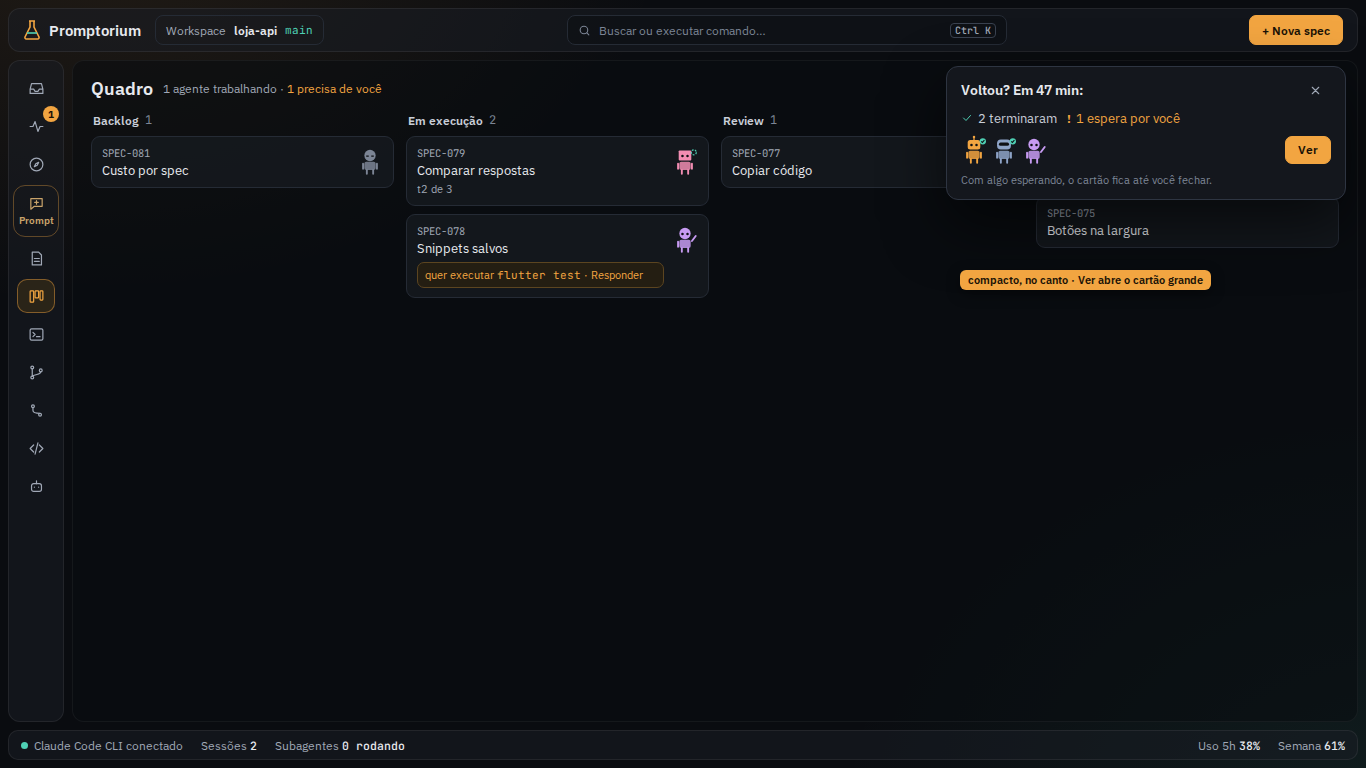 Promptorium
Workspace loja-api main
Buscar ou executar comando...
Ctrl K
+ Nova spec
1
Prompt
Quadro
1 agente trabalhando · 1 precisa de você
Backlog 1
SPEC-081
Custo por spec
Em execução 2
SPEC-079
Comparar respostas
t2 de 3
SPEC-078
Snippets salvos
quer executar flutter test · Responder
Review 1
SPEC-077
Copiar código
Voltou? Em 47 min:
2 terminaram ! 1 espera por você
Ver
Com algo esperando, o cartão fica até você fechar.
SPEC-075
Botões na largura
compacto, no canto · Ver abre o cartão grande
Claude Code CLI conectado
Sessões 2
Subagentes 0 rodando
Uso 5h 38%
Semana 61%